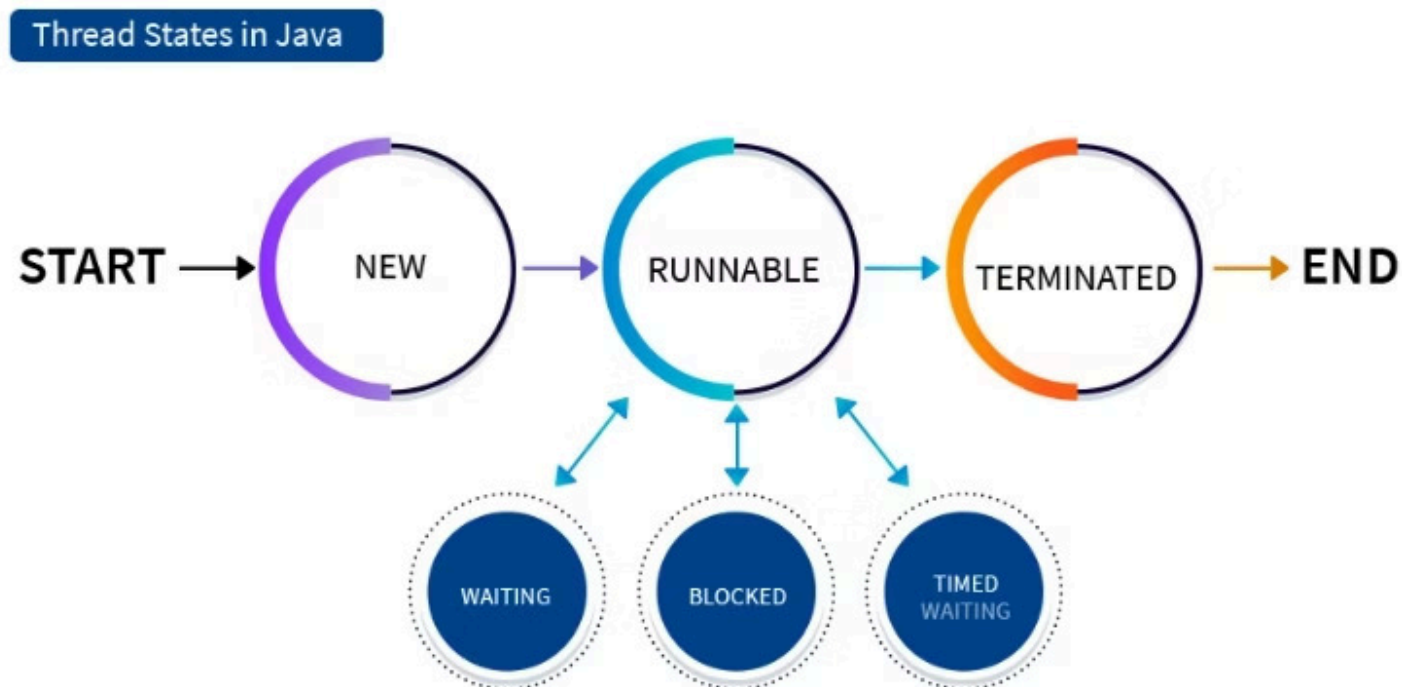 Thread States in Java
START
NEW
RUNNABLE
TERMINATED
END
WAITING
BLOCKED
TIMED
WAITING